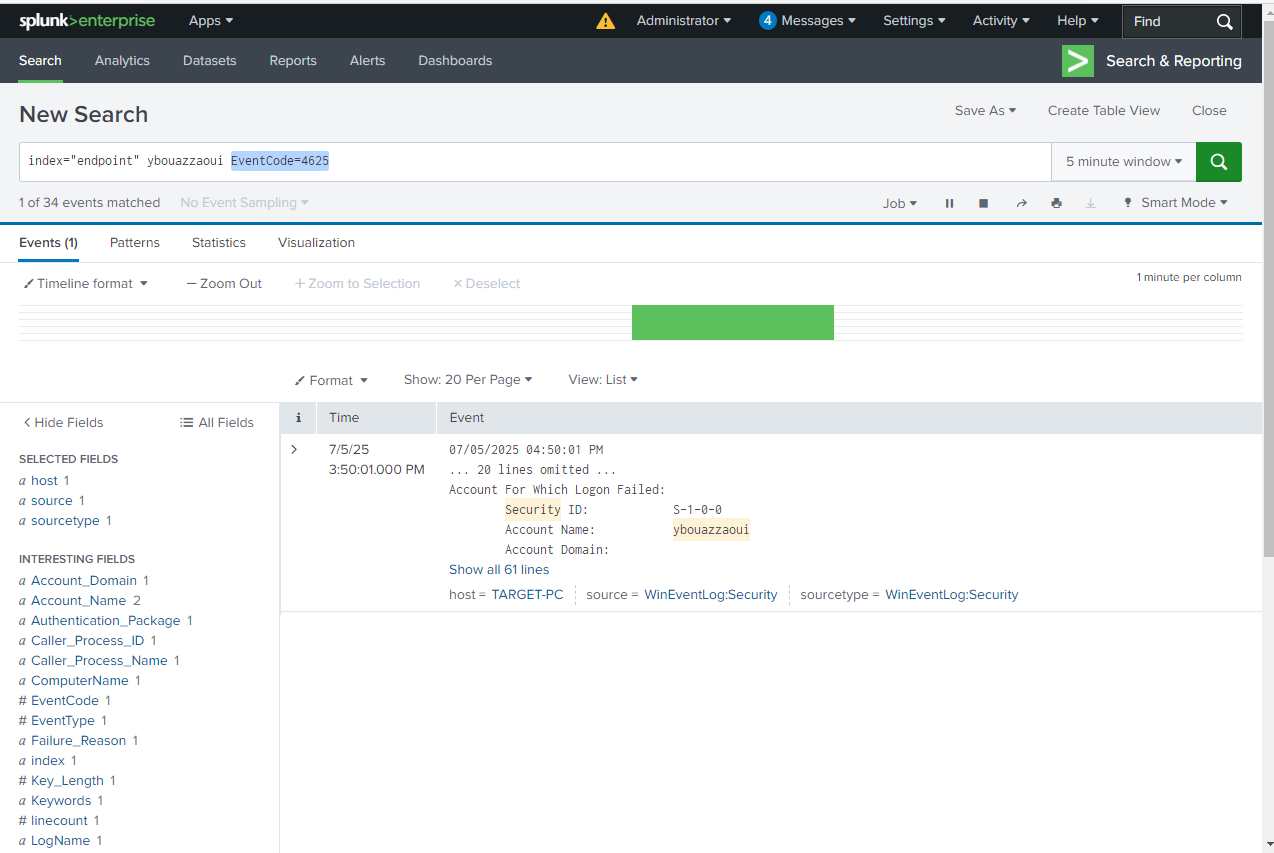 splunk>enterprise Apps Administrator 4 Messages Settings Activity Help Find
Search Analytics Datasets Reports Alerts Dashboards > Search & Reporting
New Search Save As Create Table View Close
index="endpoint" ybouazzaoui EventCode=4625 5 minute window
1 of 34 events matched No Event Sampling Job Smart Mode
Events (1) Patterns Statistics Visualization
Timeline format — Zoom Out + Zoom to Selection × Deselect 1 minute per column
Format Show: 20 Per Page View: List
< Hide Fields All Fields
SELECTED FIELDS
a host 1
a source 1
a sourcetype 1
INTERESTING FIELDS
a Account_Domain 1
a Account_Name 2
a Authentication_Package 1
a Caller_Process_ID 1
a Caller_Process_Name 1
a ComputerName 1
# EventCode 1
# EventType 1
a Failure_Reason 1
a index 1
# Key_Length 1
a Keywords 1
# linecount 1
a LogName 1
i Time Event
> 7/5/25
3:50:01.000 PM
07/05/2025 04:50:01 PM
... 20 lines omitted ...
Account For Which Logon Failed:
Security ID: S-1-0-0
Account Name: ybouazzaoui
Account Domain:
Show all 61 lines
host = TARGET-PC source = WinEventLog:Security sourcetype = WinEventLog:Security